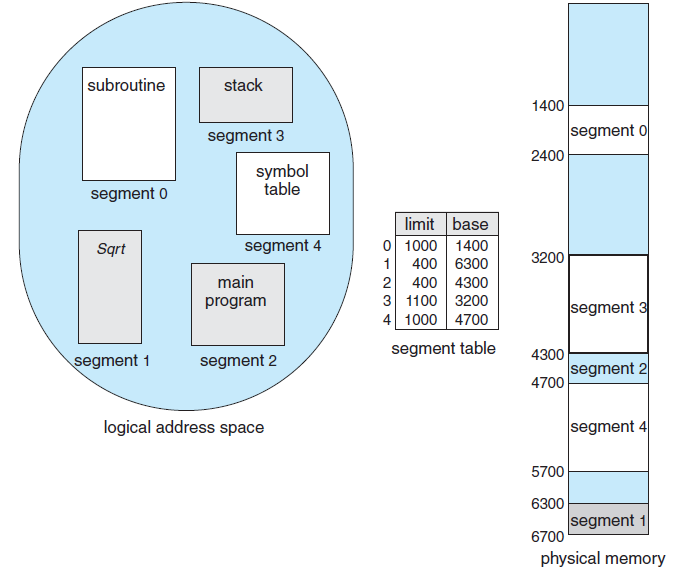 subroutine
segment 0
stack
segment 3
symbol
table
segment 4
Sqrt
segment 1
main
program
segment 2
logical address space
limit base
0 1000 1400
1 400 6300
2 400 4300
3 1100 3200
4 1000 4700
segment table
1400
segment 0
2400
3200
segment 3
4300
segment 2
4700
segment 4
5700
6300
segment 1
6700
physical memory